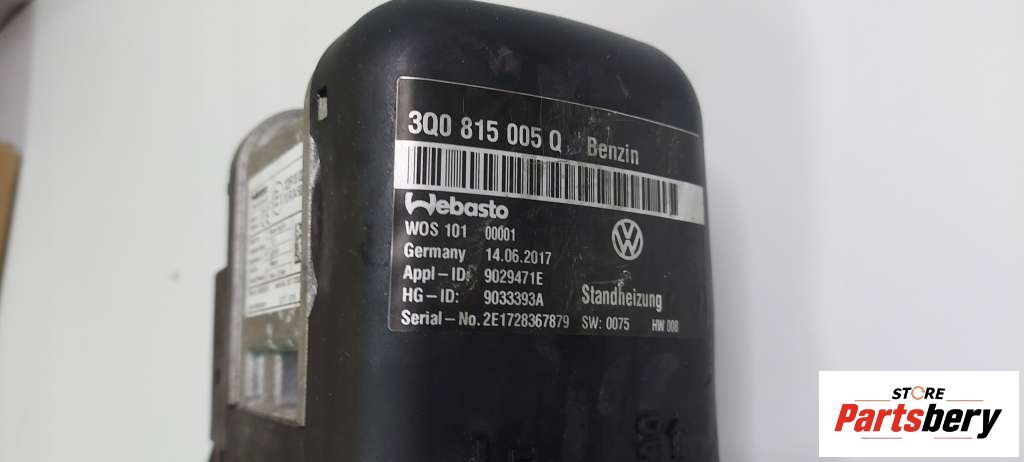 3Q0 815 005 Q Benzin
Webasto
WOS 101 00001
Germany 14.06.2017
Appl-ID: 9029471E
HG-ID: 9033393A
Serial-No. 2E1728367879
Standheizung
SW: 0075 HW 008
STORE
Partsbery